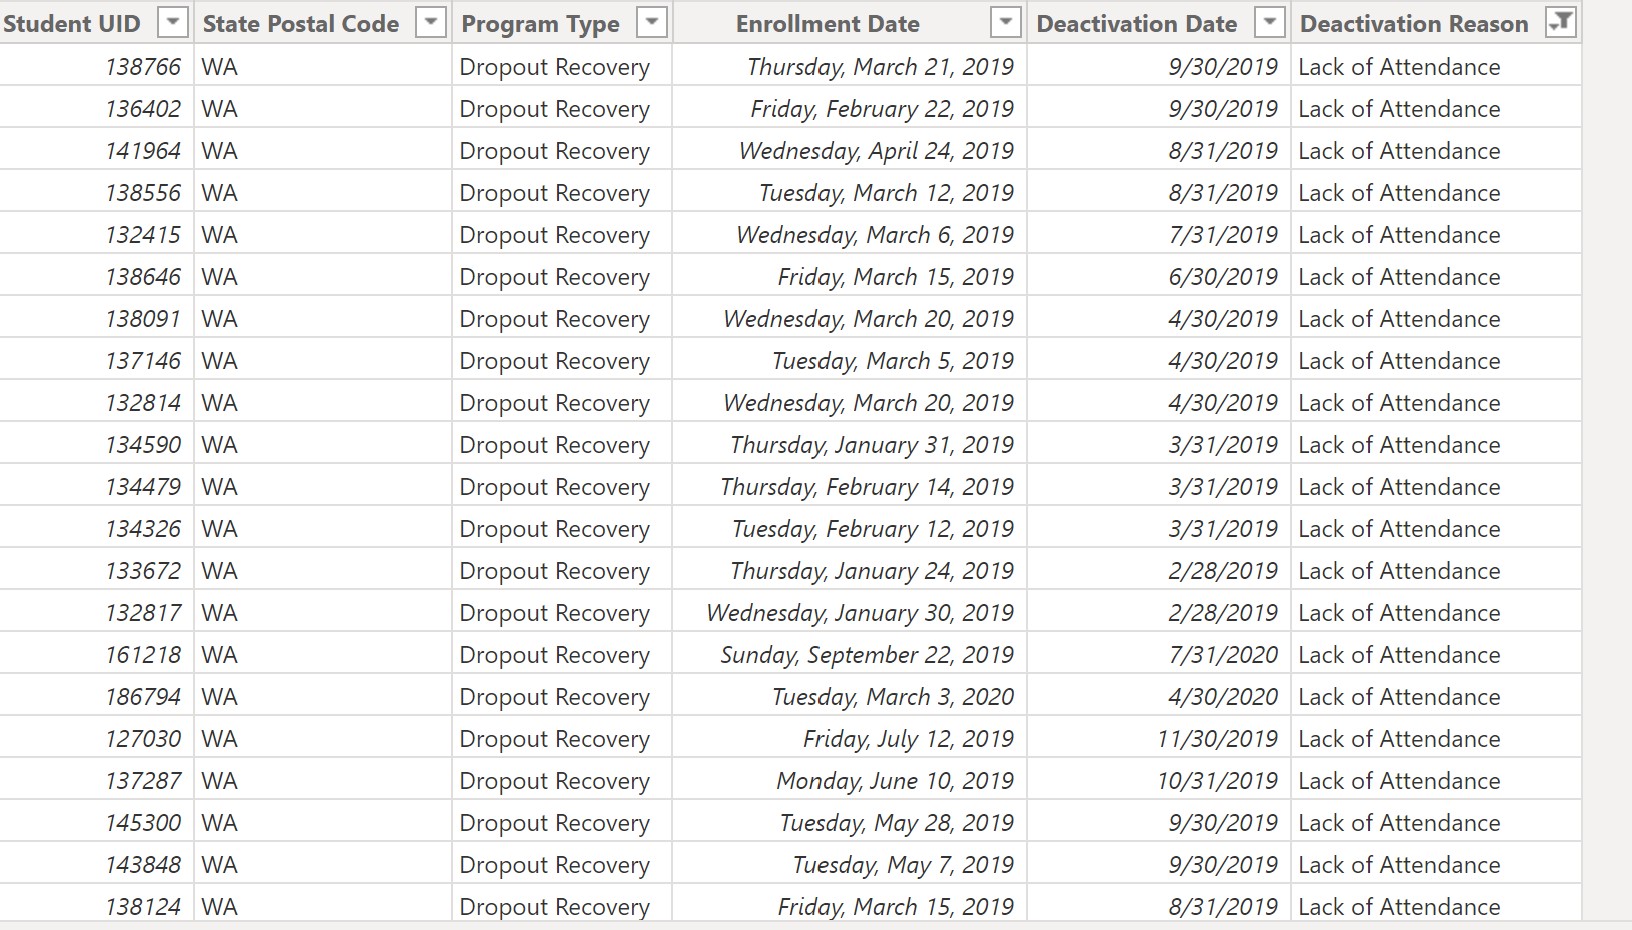 Student UID State Postal Code Program Type Enrollment Date Deactivation Date Deactivation Reason
138766 WA Dropout Recovery Thursday, March 21, 2019 9/30/2019 Lack of Attendance
136402 WA Dropout Recovery Friday, February 22, 2019 9/30/2019 Lack of Attendance
141964 WA Dropout Recovery Wednesday, April 24, 2019 8/31/2019 Lack of Attendance
138556 WA Dropout Recovery Tuesday, March 12, 2019 8/31/2019 Lack of Attendance
132415 WA Dropout Recovery Wednesday, March 6, 2019 7/31/2019 Lack of Attendance
138646 WA Dropout Recovery Friday, March 15, 2019 6/30/2019 Lack of Attendance
138091 WA Dropout Recovery Wednesday, March 20, 2019 4/30/2019 Lack of Attendance
137146 WA Dropout Recovery Tuesday, March 5, 2019 4/30/2019 Lack of Attendance
132814 WA Dropout Recovery Wednesday, March 20, 2019 4/30/2019 Lack of Attendance
134590 WA Dropout Recovery Thursday, January 31, 2019 3/31/2019 Lack of Attendance
134479 WA Dropout Recovery Thursday, February 14, 2019 3/31/2019 Lack of Attendance
134326 WA Dropout Recovery Tuesday, February 12, 2019 3/31/2019 Lack of Attendance
133672 WA Dropout Recovery Thursday, January 24, 2019 2/28/2019 Lack of Attendance
132817 WA Dropout Recovery Wednesday, January 30, 2019 2/28/2019 Lack of Attendance
161218 WA Dropout Recovery Sunday, September 22, 2019 7/31/2020 Lack of Attendance
186794 WA Dropout Recovery Tuesday, March 3, 2020 4/30/2020 Lack of Attendance
127030 WA Dropout Recovery Friday, July 12, 2019 11/30/2019 Lack of Attendance
137287 WA Dropout Recovery Monday, June 10, 2019 10/31/2019 Lack of Attendance
145300 WA Dropout Recovery Tuesday, May 28, 2019 9/30/2019 Lack of Attendance
143848 WA Dropout Recovery Tuesday, May 7, 2019 9/30/2019 Lack of Attendance
138124 WA Dropout Recovery Friday, March 15, 2019 8/31/2019 Lack of Attendance